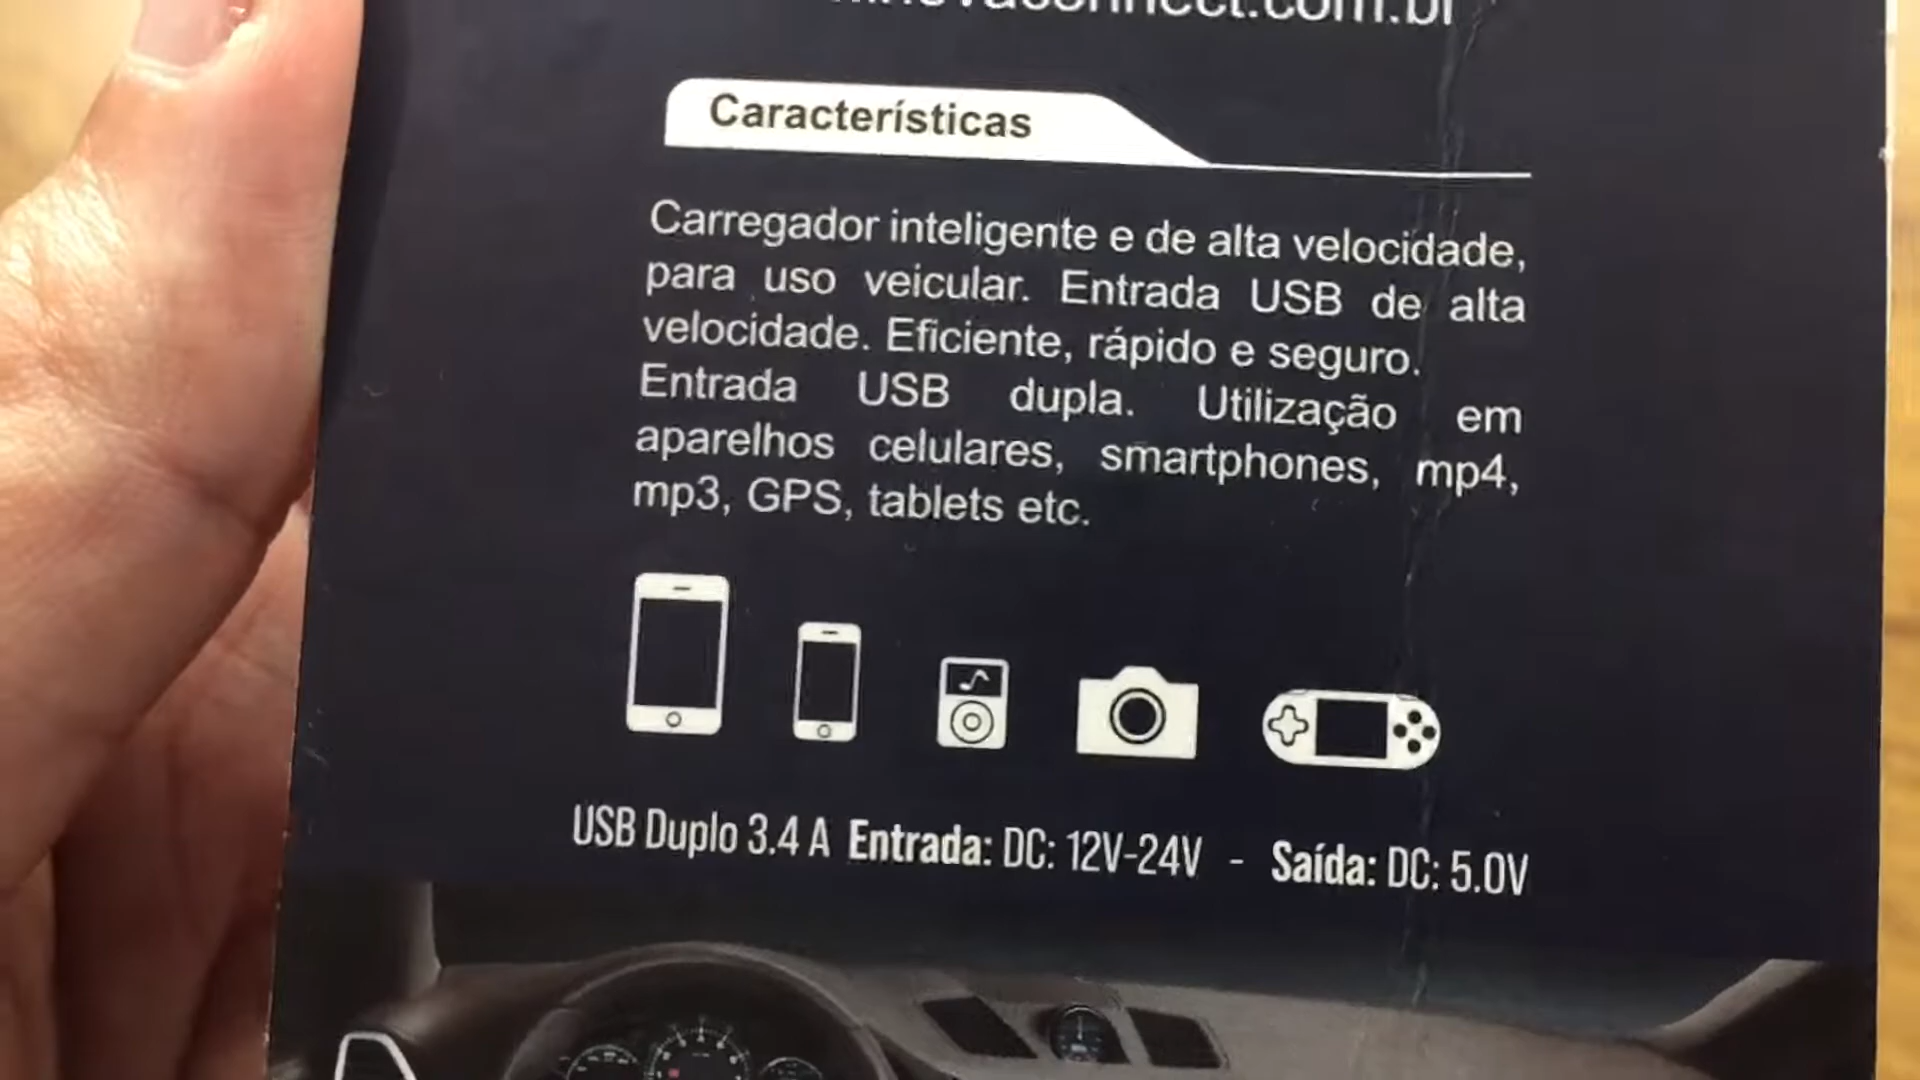 Características
Carregador inteligente e de alta velocidade,
para uso veicular. Entrada USB de alta
velocidade. Eficiente, rápido e seguro.
Entrada USB dupla. Utilização em
aparelhos celulares, smartphones, mp4,
mp3, GPS, tablets etc.
USB Duplo 3.4 A Entrada: DC: 12V-24V - Saída: DC: 5.0V